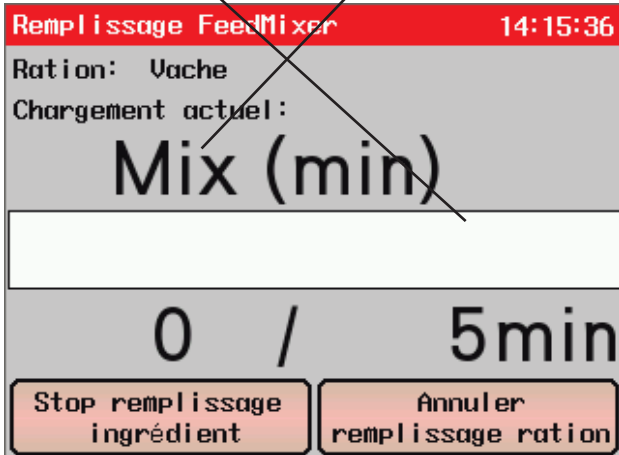 Remplissage FeedMixer 14:15:36
Ration: Vache
Chargement actuel:
Mix (min)
0 / 5min
Stop remplissage
ingrédient
Annuler
remplissage ration